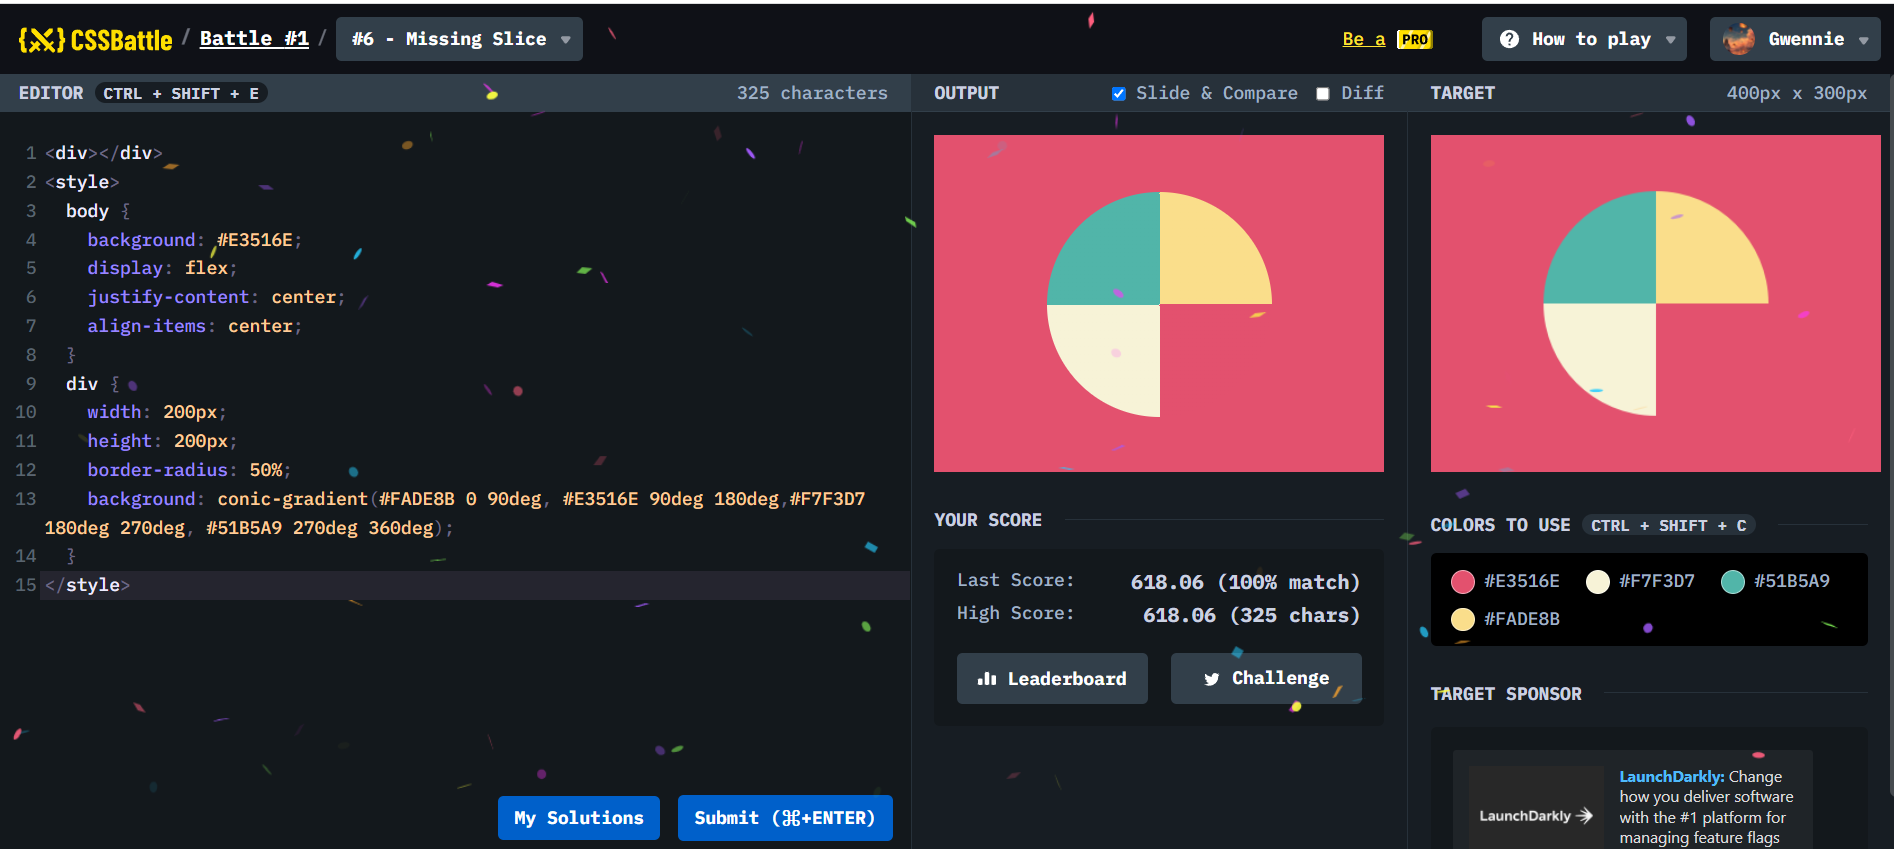 {X} CSSBattle / Battle #1 / #6 - Missing Slice
Be a PRO
How to play
Gwennie
EDITOR CTRL + SHIFT + E
325 characters
OUTPUT
Slide & Compare
Diff
TARGET
400px x 300px
1 <div></div>
2 <style>
3 body {
4 background: #E3516E;
5 display: flex;
6 justify-content: center;
7 align-items: center;
8 }
9 div {
10 width: 200px;
11 height: 200px;
12 border-radius: 50%;
13 background: conic-gradient(#FADE8B 0 90deg, #E3516E 90deg 180deg,#F7F3D7
180deg 270deg, #51B5A9 270deg 360deg);
14 }
15 </style>
My Solutions
Submit (⌘+ENTER)
YOUR SCORE
Last Score: 618.06 (100% match)
High Score: 618.06 (325 chars)
Leaderboard
Challenge
COLORS TO USE CTRL + SHIFT + C
#E3516E #F7F3D7 #51B5A9
#FADE8B
TARGET SPONSOR
LaunchDarkly
LaunchDarkly: Change
how you deliver software
with the #1 platform for
managing feature flags